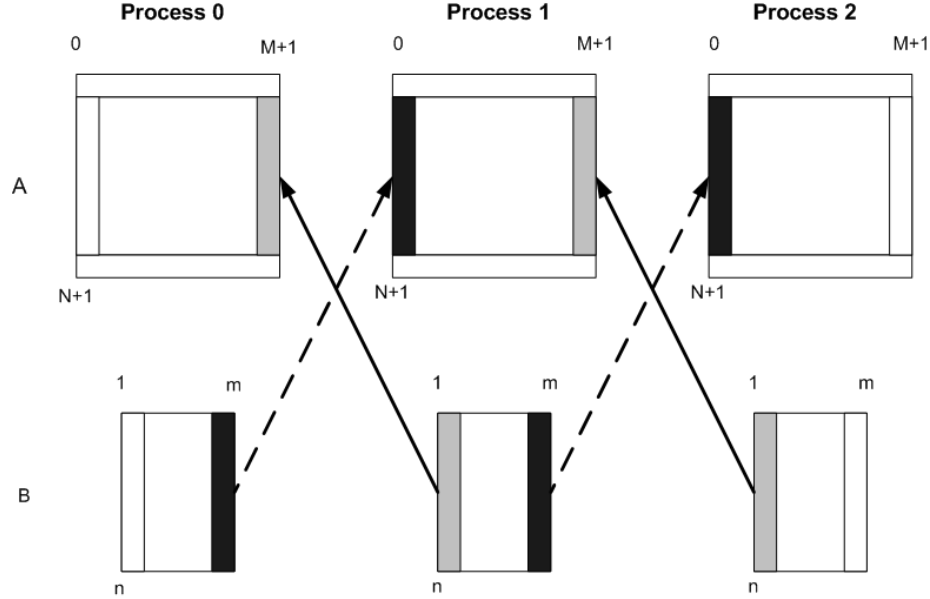 Process 0 Process 1 Process 2
0 M+1 0 M+1 0 M+1
A
N+1 N+1 N+1
1 m 1 m 1 m
B
n n n